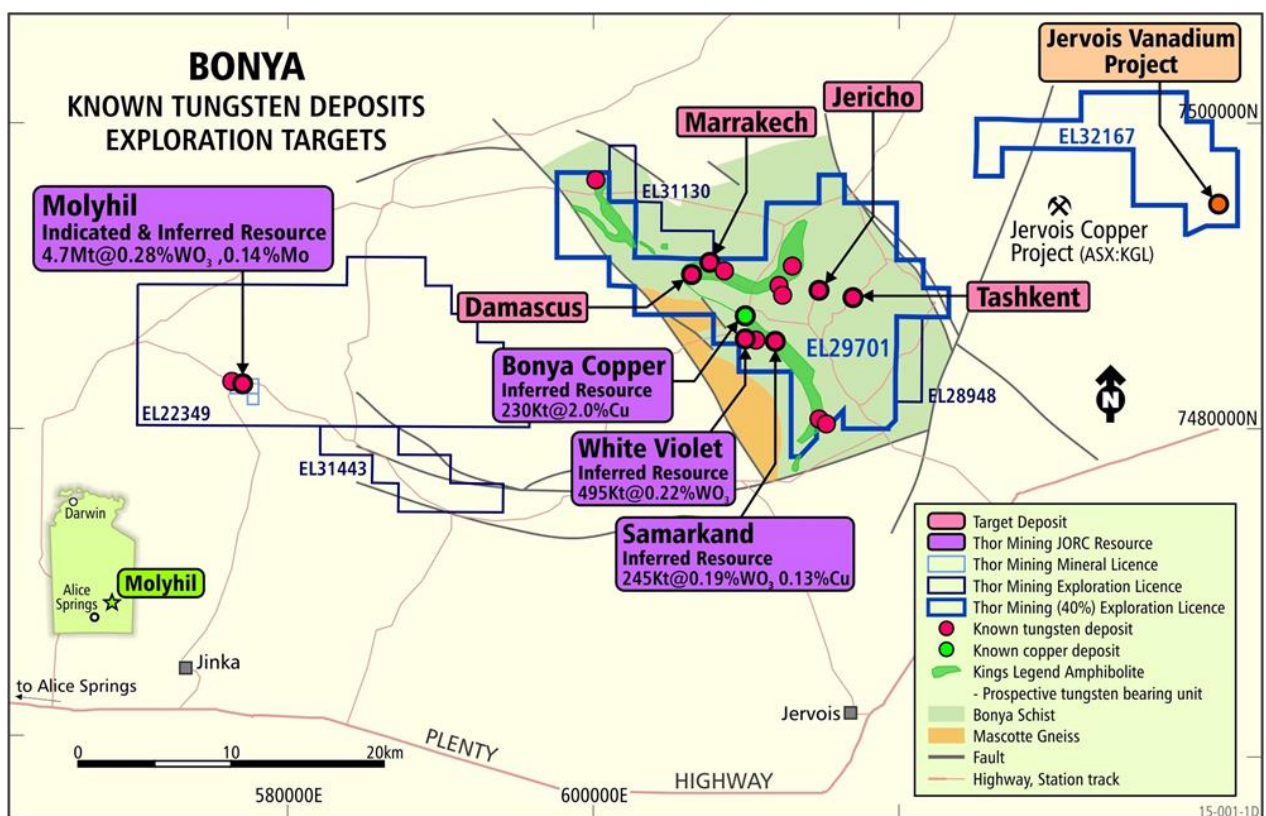 BONYA
KNOWN TUNGSTEN DEPOSITS
EXPLORATION TARGETS
Jervois Vanadium
Project
7500000N
EL32167
Jericho
Marrakech
EL31130
Jervois Copper
Project (ASX:KGL)
Molyhil
Indicated & Inferred Resource
4.7Mt@0.28%WO₃ ,0.14%Mo
Damascus
Tashkent
EL29701
Bonya Copper
Inferred Resource
230Kt@2.0%Cu
EL28948
N
7480000N
EL22349
White Violet
Inferred Resource
495Kt@0.22%WO₃
EL31443
Samarkand
Inferred Resource
245Kt@0.19%WO₃ 0.13%Cu
Darwin
Alice
Springs
Molyhil
Jinka
to Alice Springs
Jervois
PLENTY
HIGHWAY
0 10 20km
580000E
600000E
Target Deposit
Thor Mining JORC Resource
Thor Mining Mineral Licence
Thor Mining Exploration Licence
Thor Mining (40%) Exploration Licence
Known tungsten deposit
Known copper deposit
Kings Legend Amphibolite
- Prospective tungsten bearing unit
Bonya Schist
Mascotte Gneiss
Fault
Highway, Station track
15-001-1D